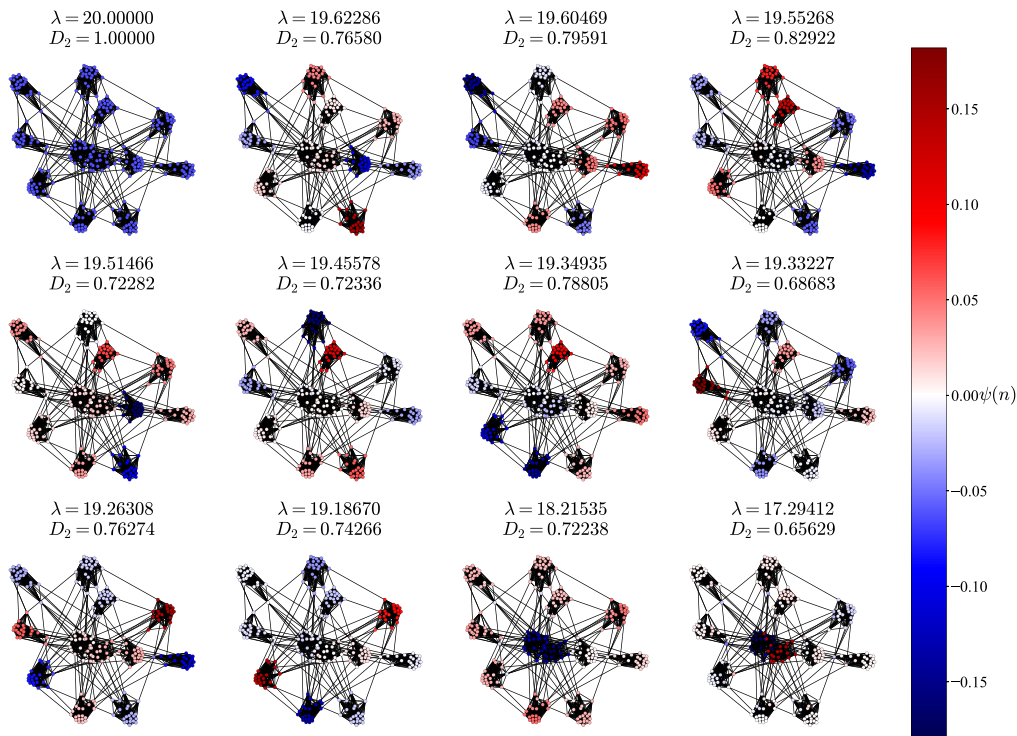 λ = 20.00000
D₂ = 1.00000
λ = 19.62286
D₂ = 0.76580
λ = 19.60469
D₂ = 0.79591
λ = 19.55268
D₂ = 0.82922
λ = 19.51466
D₂ = 0.72282
λ = 19.45578
D₂ = 0.72336
λ = 19.34935
D₂ = 0.78805
λ = 19.33227
D₂ = 0.68683
λ = 19.26308
D₂ = 0.76274
λ = 19.18670
D₂ = 0.74266
λ = 18.21535
D₂ = 0.72238
λ = 17.29412
D₂ = 0.65629
0.15
0.10
0.05
0.00
ψ(n)
−0.05
−0.10
−0.15